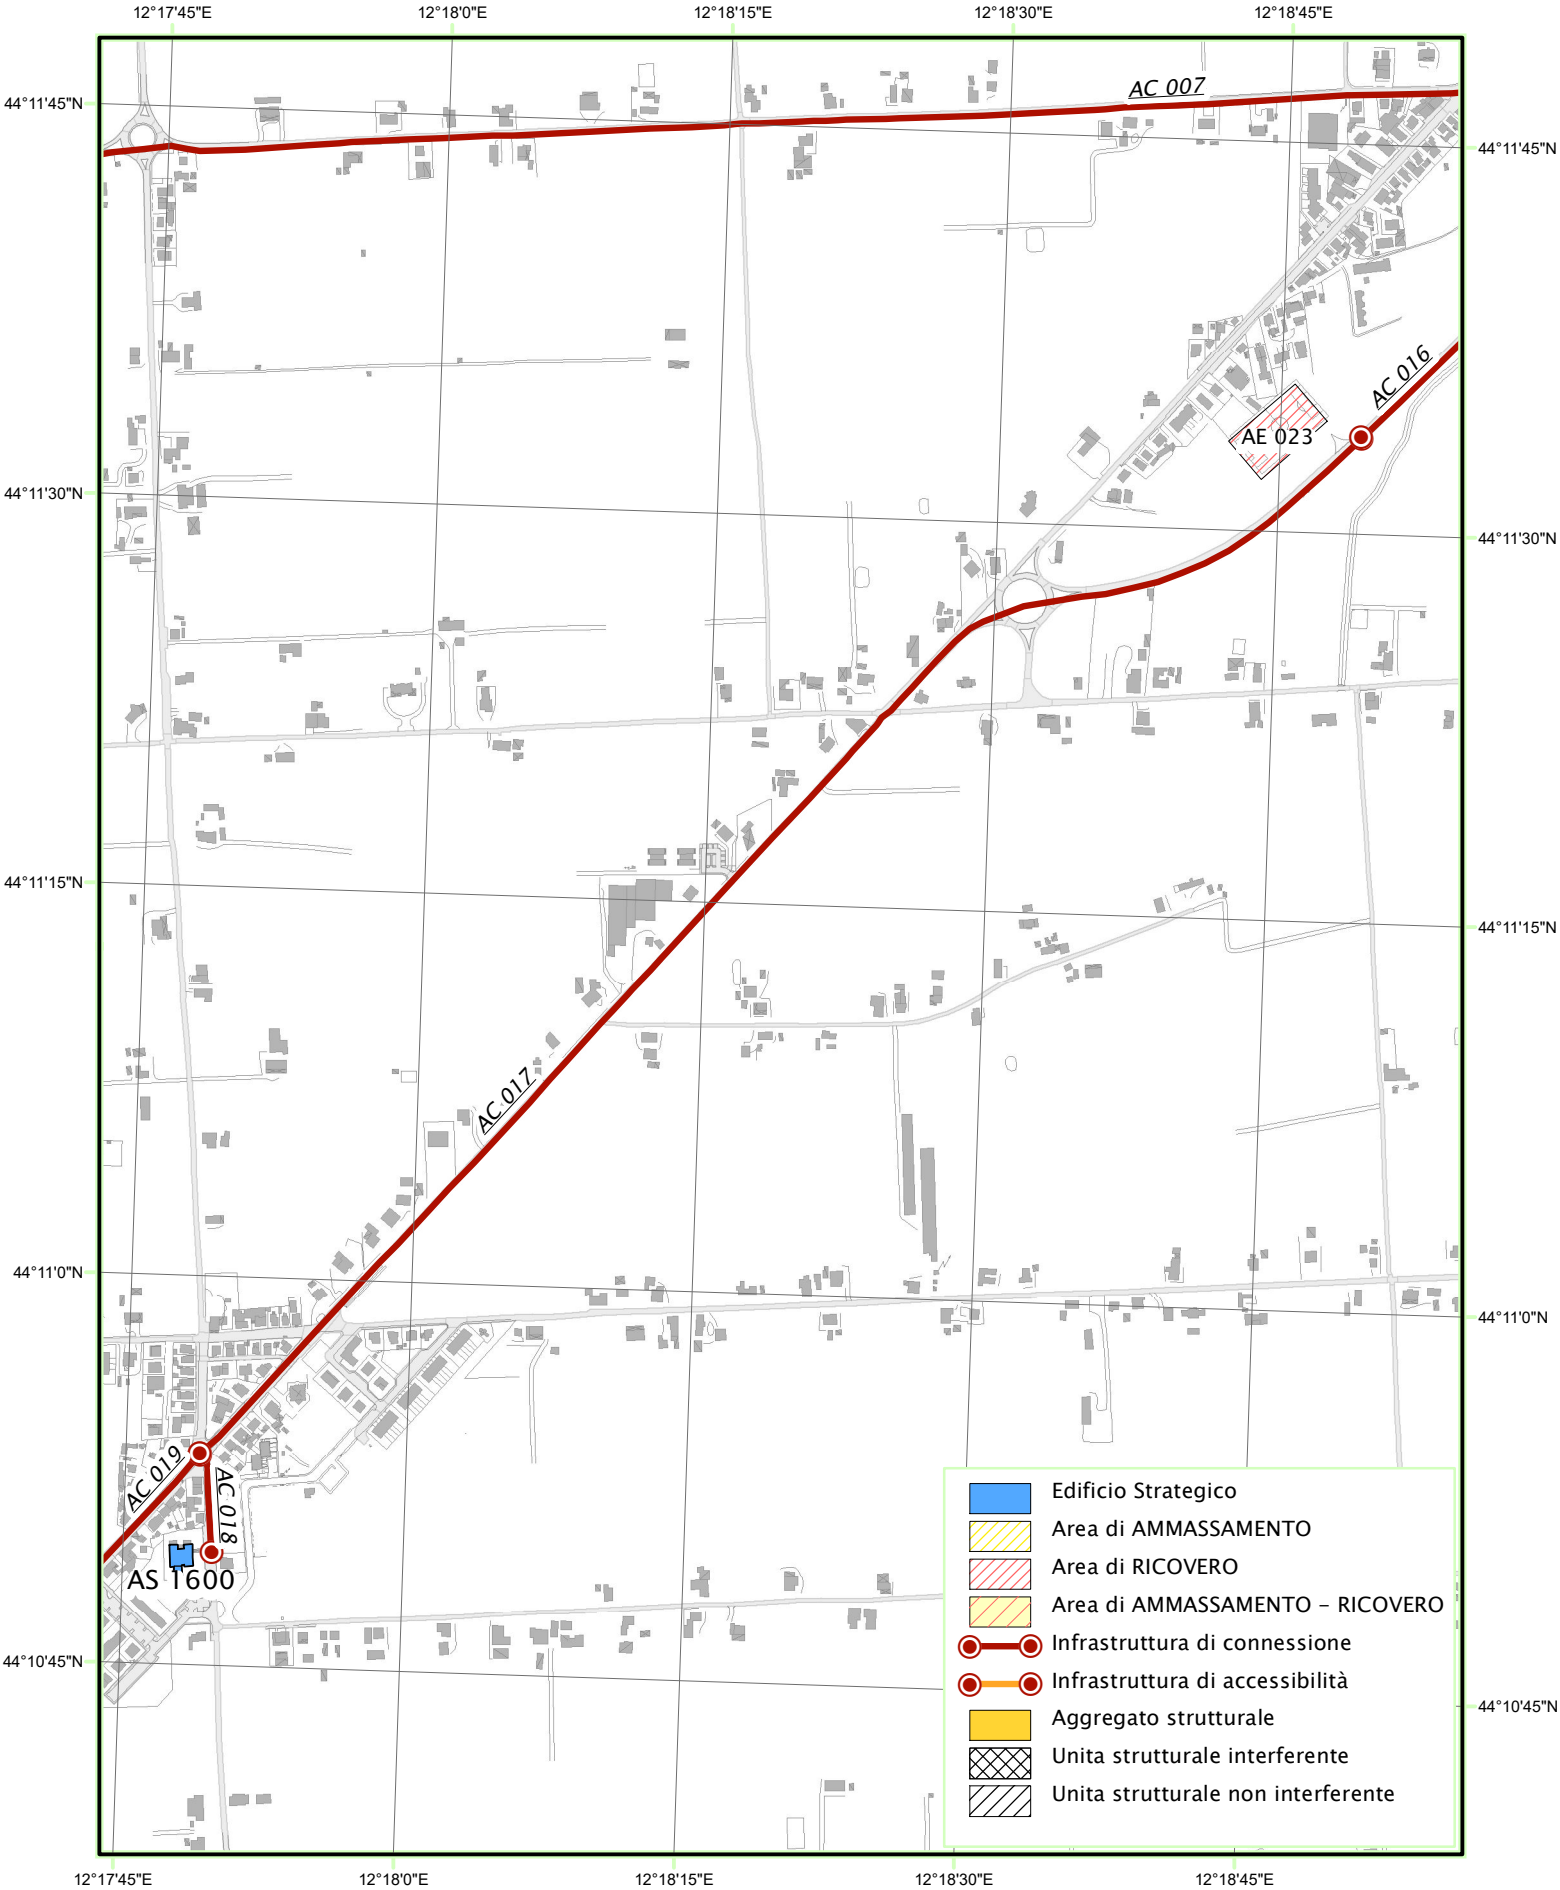 12°17'45"E 12°18'0"E 12°18'15"E 12°18'30"E 12°18'45"E
AC 007
44°11'45"N
44°11'45"N
AC 016
AE 023
44°11'30"N
44°11'30"N
44°11'15"N
44°11'15"N
AC 017
44°11'0"N
44°11'0"N
AC 019
AC 018
AS 1600
Edificio Strategico
Area di AMMASSAMENTO
Area di RICOVERO
Area di AMMASSAMENTO - RICOVERO
Infrastruttura di connessione
Infrastruttura di accessibilità
Aggregato strutturale
Unita strutturale interferente
Unita strutturale non interferente
44°10'45"N
44°10'45"N
12°17'45"E 12°18'0"E 12°18'15"E 12°18'30"E 12°18'45"E